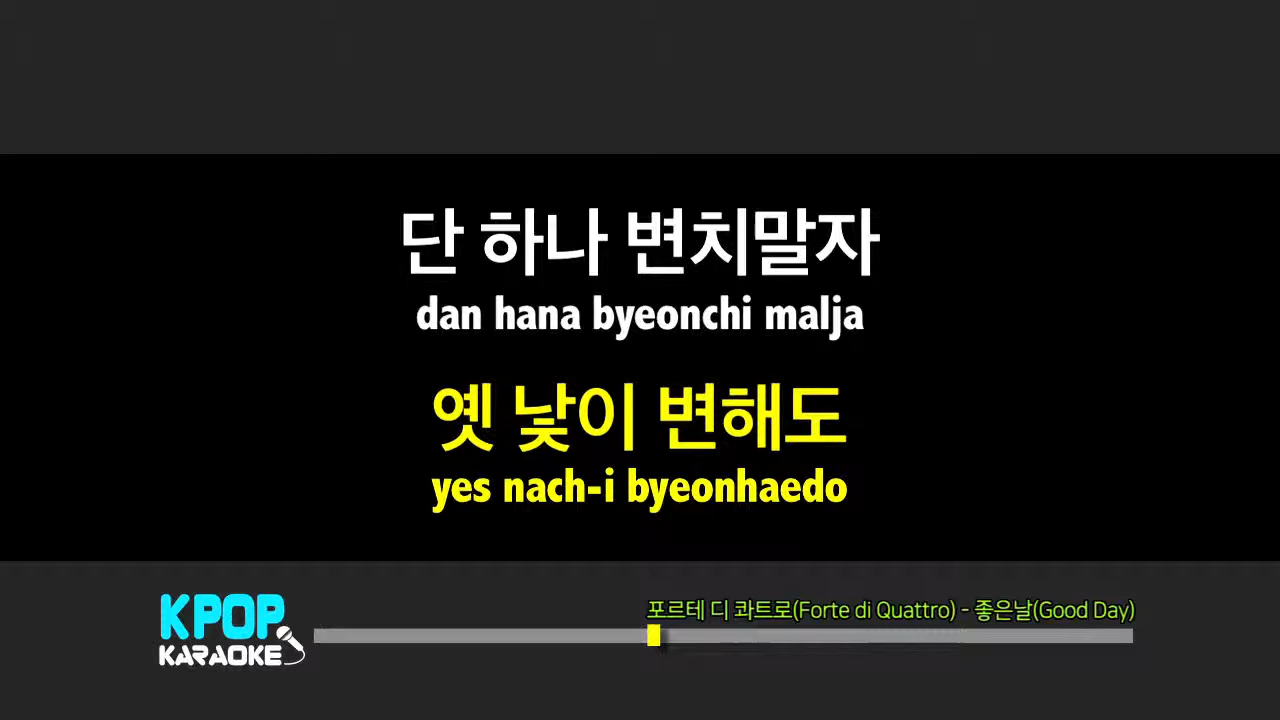 단 하나 변치말자
dan hana byeonchi malja
옛 낯이 변해도
yes nach-i byeonhaedo
포르테 디 콰트로(Forte di Quattro) - 좋은날(Good Day)
KPOP
KARAOKE